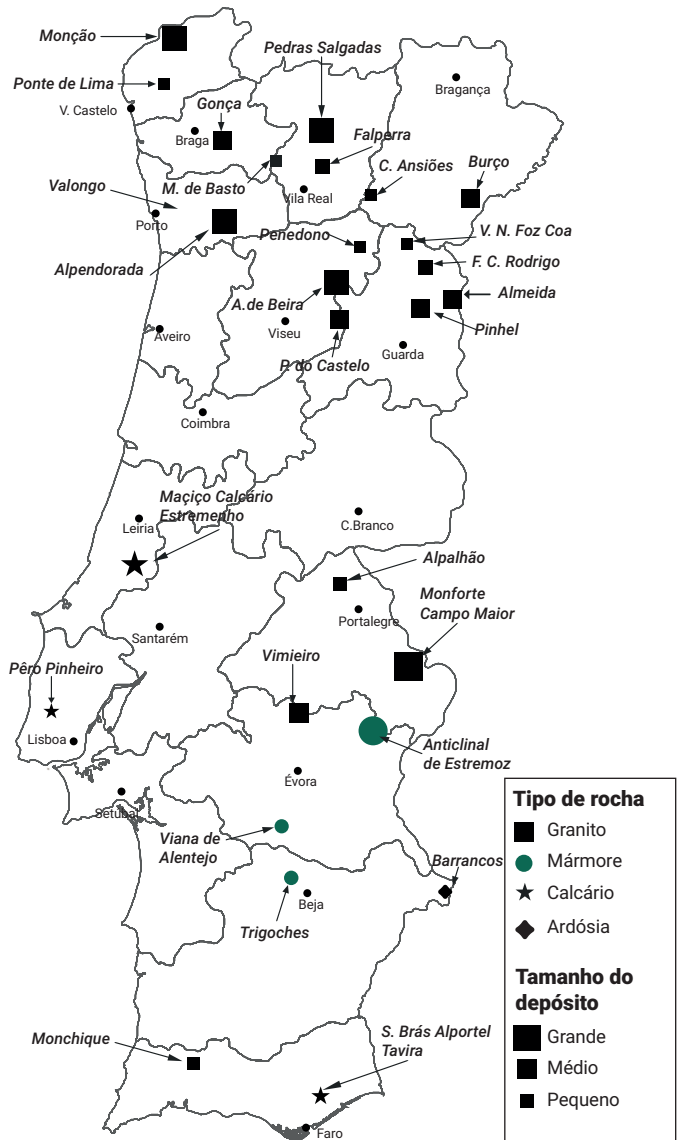 Monção
Pedras Salgadas
Ponte de Lima
Bragança
V. Castelo
Gonça
Braga
Falperra
M. de Basto
C. Ansiões
Burço
Valongo
Vila Real
Porto
Penedono
V. N. Foz Coa
Alpendorada
F. C. Rodrigo
A.de Beira
Almeida
Aveiro
Viseu
Pinhel
P. do Castelo
Guarda
Coimbra
Maçiço Calcário
Estremenho
Leiria
C.Branco
Alpalhão
Portalegre
Monforte
Campo Maior
Santarém
Vimieiro
Pêro Pinheiro
Lisboa
Anticlinal
de Estremoz
Évora
Setúbal
Viana de
Alentejo
Barrancos
Beja
Trigoches
Monchique
S. Brás Alportel
Tavira
Faro
Tipo de rocha
Granito
Mármore
Calcário
Ardósia
Tamanho do
depósito
Grande
Médio
Pequeno